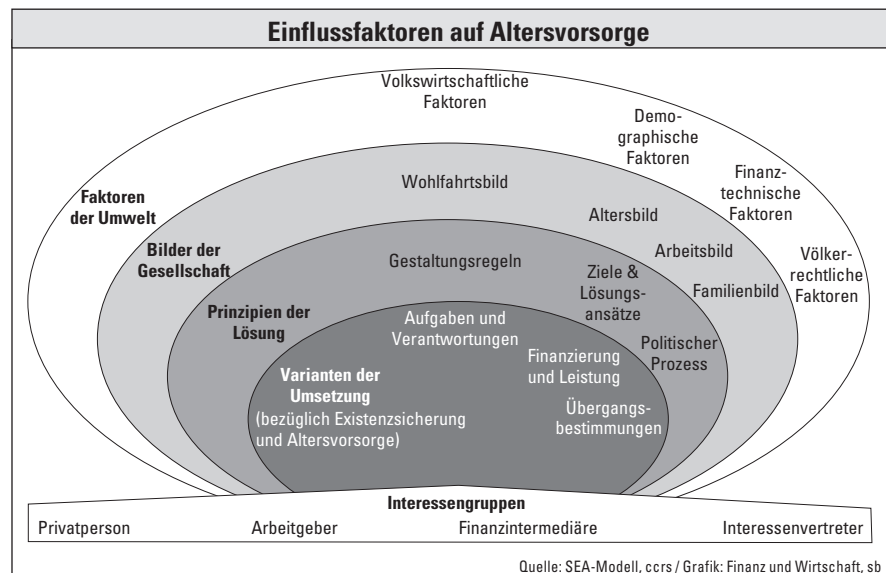 Einflussfaktoren auf Altersvorsorge
Volkswirtschaftliche
Faktoren
Demo-
graphische
Faktoren
Finanz-
technische
Faktoren
Völker-
rechtliche
Faktoren
Faktoren
der Umwelt
Wohlfahrtsbild
Altersbild
Arbeitsbild
Familienbild
Bilder der
Gesellschaft
Gestaltungsregeln
Ziele &
Lösungs-
ansätze
Politischer
Prozess
Prinzipien der
Lösung
Aufgaben und
Verantwortungen
Finanzierung
und Leistung
Übergangs-
bestimmungen
Varianten der
Umsetzung
(bezüglich Existenzsicherung
und Altersvorsorge)
Interessengruppen
Privatperson Arbeitgeber Finanzintermediäre Interessenvertreter
Quelle: SEA-Modell, ccrs / Grafik: Finanz und Wirtschaft, sb